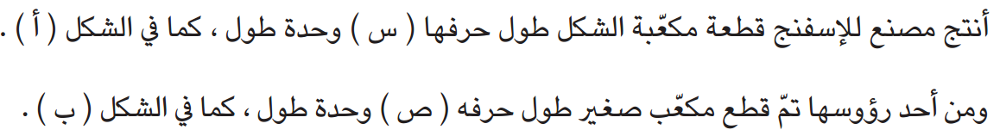 أنتج مصنع للإسفنج قطعة مكعّبة الشكل طول حرفها ( س ) وحدة طول ، كما في الشكل ( أ ) .
ومن أحد رؤوسها تمّ قطع مكعّب صغير طول حرفه ( ص ) وحدة طول ، كما في الشكل ( ب ) .